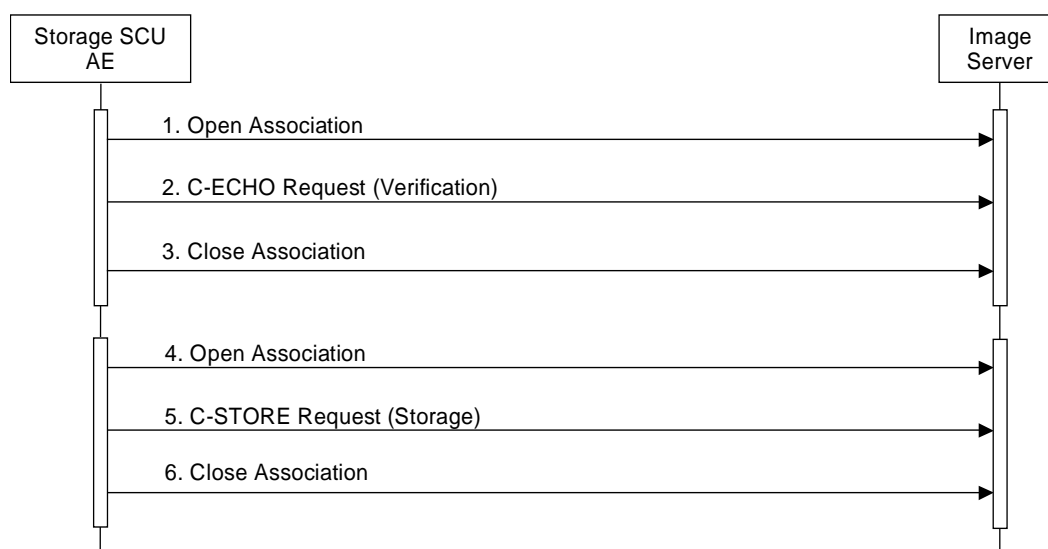 Storage SCU
AE
Image
Server
1. Open Association
2. C-ECHO Request (Verification)
3. Close Association
4. Open Association
5. C-STORE Request (Storage)
6. Close Association